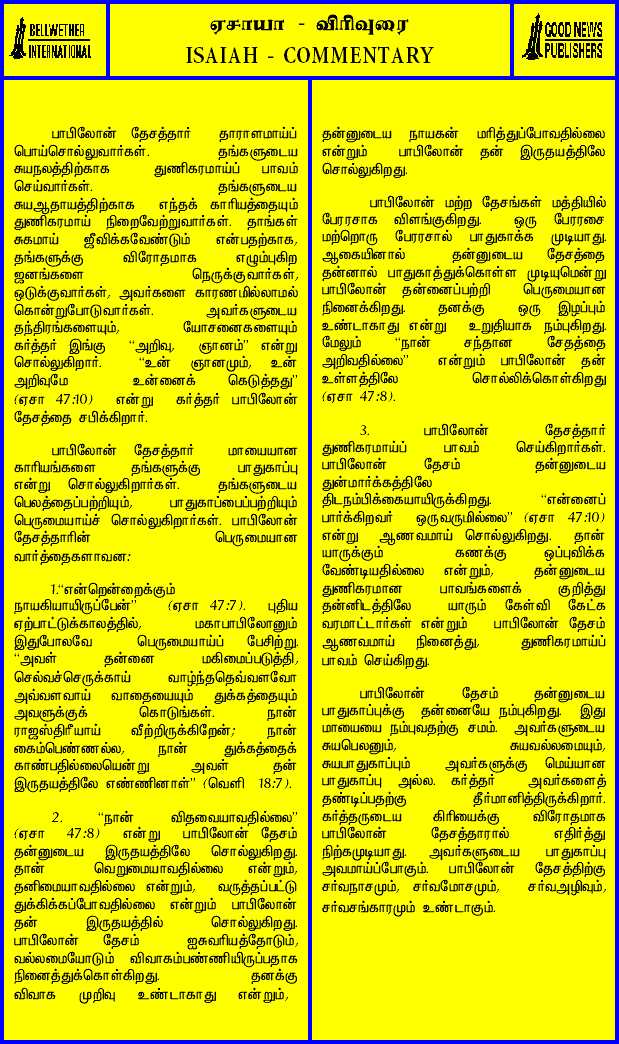 BELLWETHER
INTERNATIONAL
ஏசாயா - விரிவுரை
ISAIAH - COMMENTARY
GOOD NEWS
PUBLISHERS
பாபிலோன் தேசத்தார் தாராளமாய்ப்
பொய்சொல்லுவார்கள். தங்களுடைய
சுயநலத்திற்காக துணிகரமாய்ப் பாவம்
செய்வார்கள். தங்களுடைய
சுயஆதாயத்திற்காக எந்தக் காரியத்தையும்
துணிகரமாய் நிறைவேற்றுவார்கள். தாங்கள்
சுகமாய் ஜீவிக்கவேண்டும் என்பதற்காக,
தங்களுக்கு விரோதமாக எழும்புகிற
ஜனங்களை நெருக்குவார்கள்,
ஒடுக்குவார்கள், அவர்களை காரணமில்லாமல்
கொன்றுபோடுவார்கள். அவர்களுடைய
தந்திரங்களையும், யோசனைகளையும்
கர்த்தர் இங்கு “அறிவு, ஞானம்” என்று
சொல்லுகிறார். “உன் ஞானமும், உன்
அறிவுமே உன்னைக் கெடுத்தது”
(ஏசா 47:10) என்று கர்த்தர் பாபிலோன்
தேசத்தை சபிக்கிறார்.
பாபிலோன் தேசத்தார் மாயையான
காரியங்களை தங்களுக்கு பாதுகாப்பு
என்று சொல்லுகிறார்கள். தங்களுடைய
பெலத்தைப்பற்றியும், பாதுகாப்பைப்பற்றியும்
பெருமையாய்ச் சொல்லுகிறார்கள். பாபிலோன்
தேசத்தாரின் பெருமையான
வார்த்தைகளாவன:
1.“என்றென்றைக்கும்
நாயகியாயிருப்பேன்” (ஏசா 47:7). புதிய
ஏற்பாட்டுக்காலத்தில், மகாபாபிலோனும்
இதுபோலவே பெருமையாய்ப் பேசிற்று.
“அவள் தன்னை மகிமைப்படுத்தி,
செல்வச்செருக்காய் வாழ்ந்ததெவ்வளவோ
அவ்வளவாய் வாதையையும் துக்கத்தையும்
அவளுக்குக் கொடுங்கள். நான்
ராஜஸ்திரீயாய் வீற்றிருக்கிறேன்; நான்
கைம்பெண்ணல்ல, நான் துக்கத்தைக்
காண்பதில்லையென்று அவள் தன்
இருதயத்திலே எண்ணினாள்” (வெளி 18:7).
2. “நான் விதவையாவதில்லை”
(ஏசா 47:8) என்று பாபிலோன் தேசம்
தன்னுடைய இருதயத்திலே சொல்லுகிறது.
தான் வெறுமையாவதில்லை என்றும்,
தனிமையாவதில்லை என்றும், வருத்தப்பட்டு
துக்கிக்கப்போவதில்லை என்றும் பாபிலோன்
தன் இருதயத்தில் சொல்லுகிறது.
பாபிலோன் தேசம் ஐசுவரியத்தோடும்,
வல்லமையோடும் விவாகம்பண்ணியிருப்பதாக
நினைத்துக்கொள்கிறது. தனக்கு
விவாக முறிவு உண்டாகாது என்றும்,
தன்னுடைய நாயகன் மரித்துப்போவதில்லை
என்றும் பாபிலோன் தன் இருதயத்திலே
சொல்லுகிறது.
பாபிலோன் மற்ற தேசங்கள் மத்தியில்
பேரரசாக விளங்குகிறது. ஒரு பேரரசை
மற்றொரு பேரரசால் பாதுகாக்க முடியாது.
ஆகையினால் தன்னுடைய தேசத்தை
தன்னால் பாதுகாத்துக்கொள்ள முடியுமென்று
பாபிலோன் தன்னைப்பற்றி பெருமையான
நினைக்கிறது. தனக்கு ஒரு இழப்பும்
உண்டாகாது என்று உறுதியாக நம்புகிறது.
மேலும் “நான் சந்தான சேதத்தை
அறிவதில்லை” என்றும் பாபிலோன் தன்
உள்ளத்திலே சொல்லிக்கொள்கிறது
(ஏசா 47:8).
3. பாபிலோன் தேசத்தார்
துணிகரமாய்ப் பாவம் செய்கிறார்கள்.
பாபிலோன் தேசம் தன்னுடைய
துன்மார்க்கத்திலே
திடநம்பிக்கையாயிருக்கிறது. “என்னைப்
பார்க்கிறவர் ஒருவருமில்லை” (ஏசா 47:10)
என்று ஆணவமாய் சொல்லுகிறது. தான்
யாருக்கும் கணக்கு ஒப்புவிக்க
வேண்டியதில்லை என்றும், தன்னுடைய
துணிகரமான பாவங்களைக் குறித்து
தன்னிடத்திலே யாரும் கேள்வி கேட்க
வரமாட்டார்கள் என்றும் பாபிலோன் தேசம்
ஆணவமாய் நினைத்து, துணிகரமாய்ப்
பாவம் செய்கிறது.
பாபிலோன் தேசம் தன்னுடைய
பாதுகாப்புக்கு தன்னையே நம்புகிறது. இது
மாயையை நம்புவதற்கு சமம். அவர்களுடைய
சுயபெலனும், சுயவல்லமையும்,
சுயபாதுகாப்பும் அவர்களுக்கு மெய்யான
பாதுகாப்பு அல்ல. கர்த்தர் அவர்களைத்
தண்டிப்பதற்கு தீர்மானித்திருக்கிறார்.
கர்த்தருடைய கிரியைக்கு விரோதமாக
பாபிலோன் தேசத்தாரால் எதிர்த்து
நிற்கமுடியாது. அவர்களுடைய பாதுகாப்பு
அவமாய்ப்போகும். பாபிலோன் தேசத்திற்கு
சர்வநாசமும், சர்வமோசமும், சர்வஅழிவும்,
சர்வசங்காரமும் உண்டாகும்.